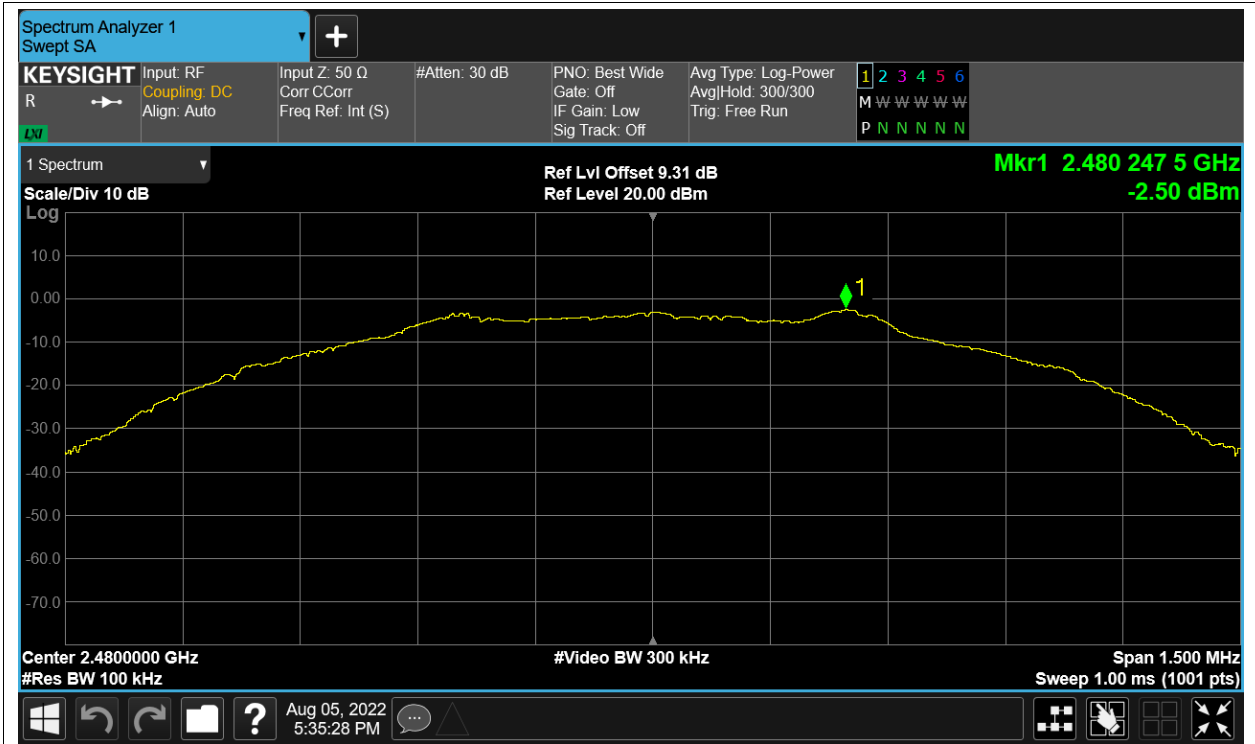 Spectrum Analyzer 1
Swept SA
KEYSIGHT
R
LXI
Input: RF
Coupling: DC
Align: Auto
Input Z: 50 Ω
Corr CCorr
Freq Ref: Int (S)
#Atten: 30 dB
PNO: Best Wide
Gate: Off
IF Gain: Low
Sig Track: Off
Avg Type: Log-Power
Avg|Hold: 300/300
Trig: Free Run
1 2 3 4 5 6
M W W W W W
P N N N N N
1 Spectrum
Scale/Div 10 dB
Log
Ref Lvl Offset 9.31 dB
Ref Level 20.00 dBm
Mkr1 2.480 247 5 GHz
-2.50 dBm
1
10.0
0.00
-10.0
-20.0
-30.0
-40.0
-50.0
-60.0
-70.0
Center 2.4800000 GHz
#Res BW 100 kHz
#Video BW 300 kHz
Span 1.500 MHz
Sweep 1.00 ms (1001 pts)
?
Aug 05, 2022
5:35:28 PM